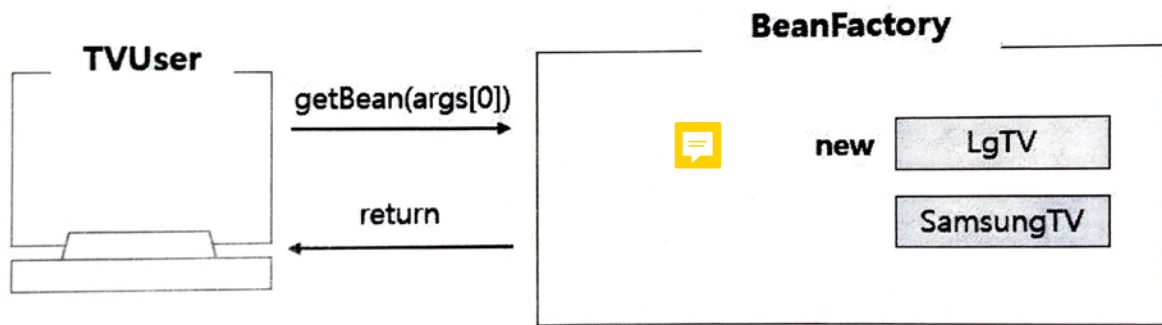 TVUser
BeanFactory
getBean(args[0])
new LgTV
return
SamsungTV